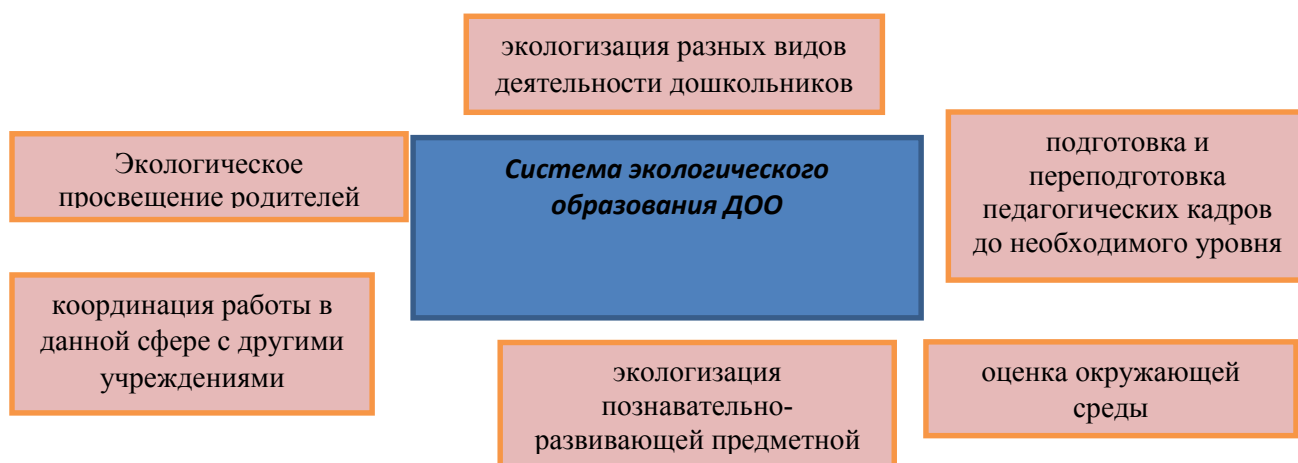 экологизация разных видов
деятельности дошкольников
Экологическое
просвещение родителей
Система экологического
образования ДОО
подготовка и
переподготовка
педагогических кадров
до необходимого уровня
координация работы в
данной сфере с другими
учреждениями
экологизация
познавательно-
развивающей предметной
оценка окружающей
среды